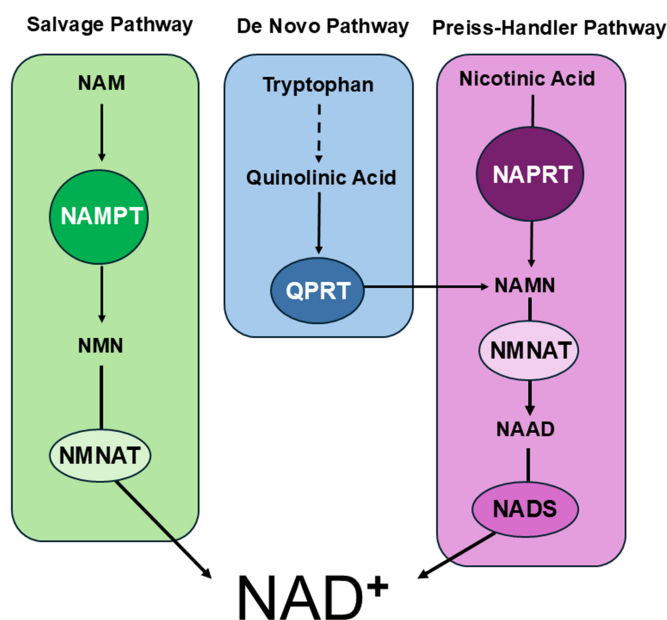 Salvage Pathway
De Novo Pathway
Preiss-Handler Pathway
NAM
NAMPT
NMN
NMNAT
Tryptophan
Quinolinic Acid
QPRT
Nicotinic Acid
NAPRT
NAMN
NMNAT
NAAD
NADS
NAD⁺